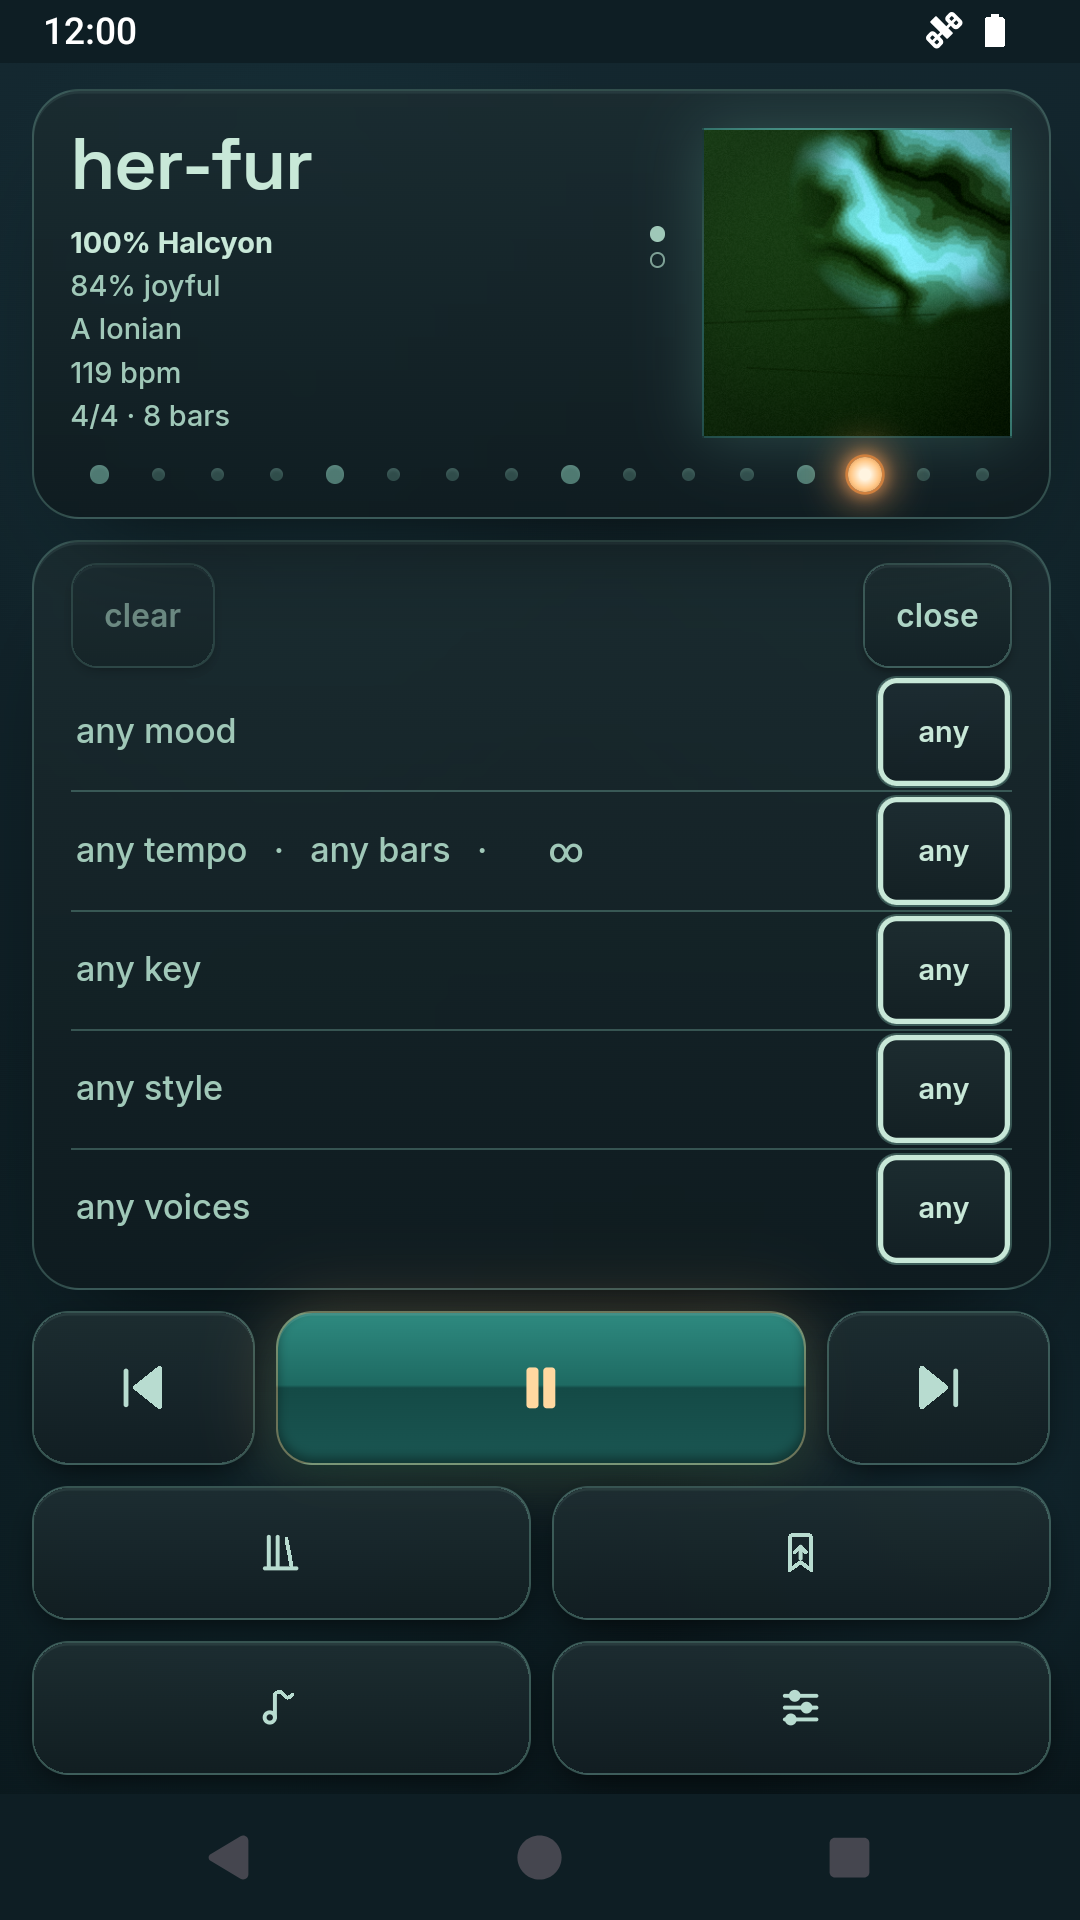 12:00
her-fur
100% Halcyon
84% joyful
A Ionian
119 bpm
4/4 · 8 bars
clear
close
any mood
any
any tempo · any bars · ∞
any
any key
any
any style
any
any voices
any